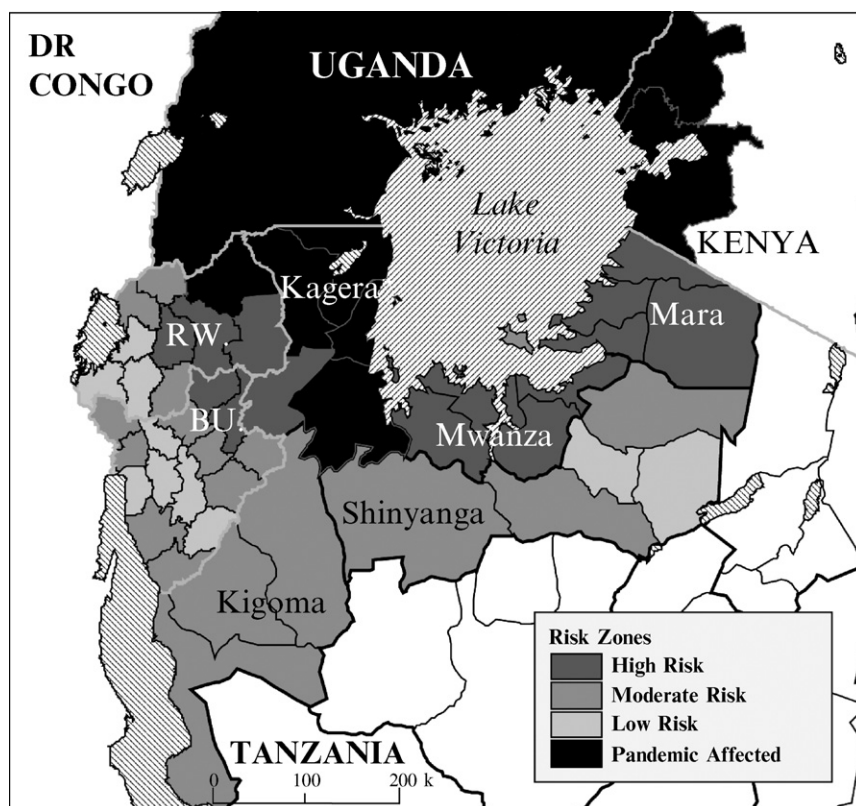 DR
CONGO
UGANDA
Lake
Victoria
KENYA
Kagera
RW.
Mara
BU.
Mwanza
Shinyanga
Kigoma
TANZANIA
0 100 200 k
Risk Zones
High Risk
Moderate Risk
Low Risk
Pandemic Affected